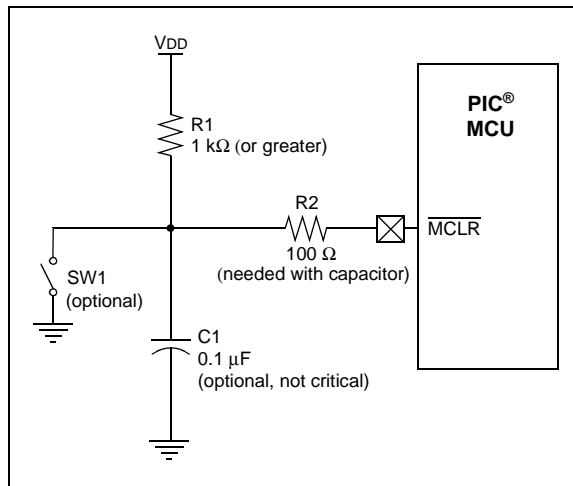 VDD
PIC®
MCU
R1
1 kΩ (or greater)
R2
MCLR
100 Ω
(needed with capacitor)
SW1
(optional)
C1
0.1 μF
(optional, not critical)